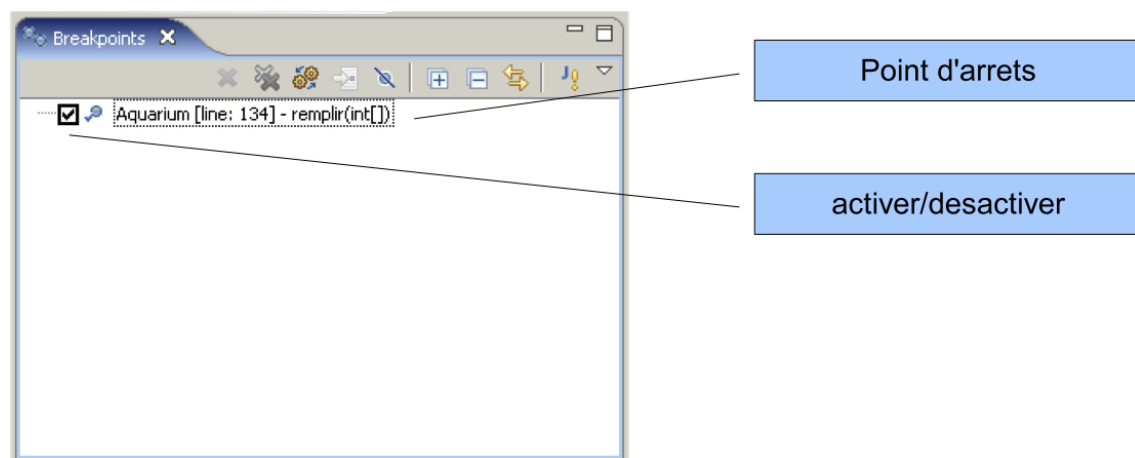 Breakpoints
Aquarium [line: 134] - remplir(int[])
Point d'arrets
activer/desactiver